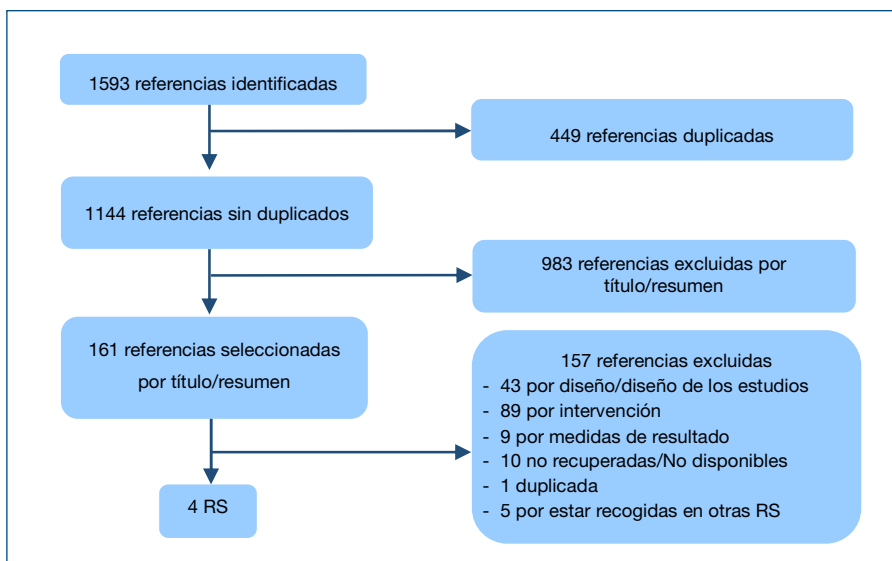 1593 referencias identificadas
449 referencias duplicadas
1144 referencias sin duplicados
983 referencias excluidas por
título/resumen
161 referencias seleccionadas
por título/resumen
157 referencias excluidas
- 43 por diseño/diseño de los estudios
- 89 por intervención
- 9 por medidas de resultado
- 10 no recuperadas/No disponibles
- 1 duplicada
- 5 por estar recogidas en otras RS
4 RS